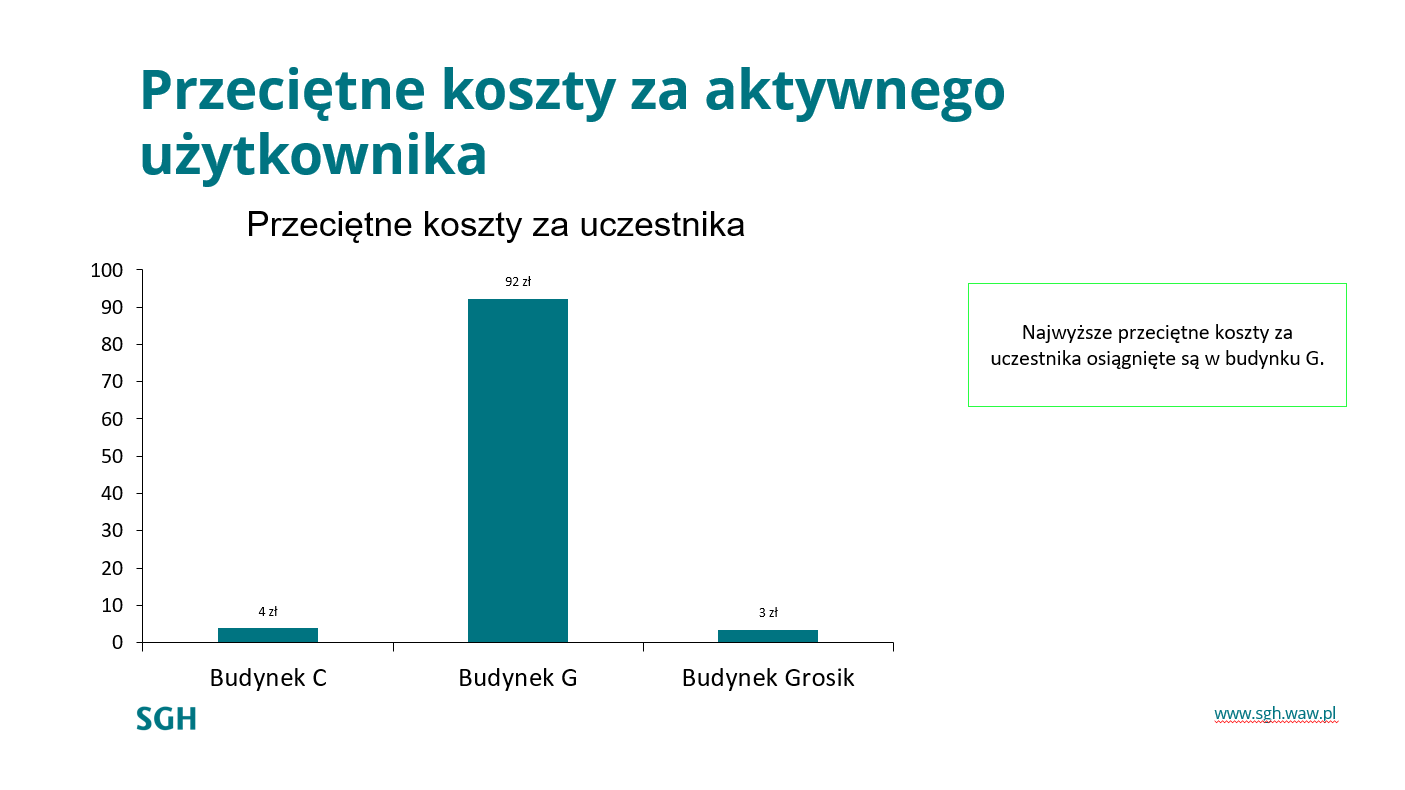 Przeciętne koszty za aktywnego
użytkownika
Przeciętne koszty za uczestnika
100
90
80
70
60
50
40
30
20
10
0
4 zł
92 zł
3 zł
Budynek C
Budynek G
Budynek Grosik
Najwyższe przeciętne koszty za
uczestnika osiągnięte są w budynku G.
SGH
www.sgh.waw.pl